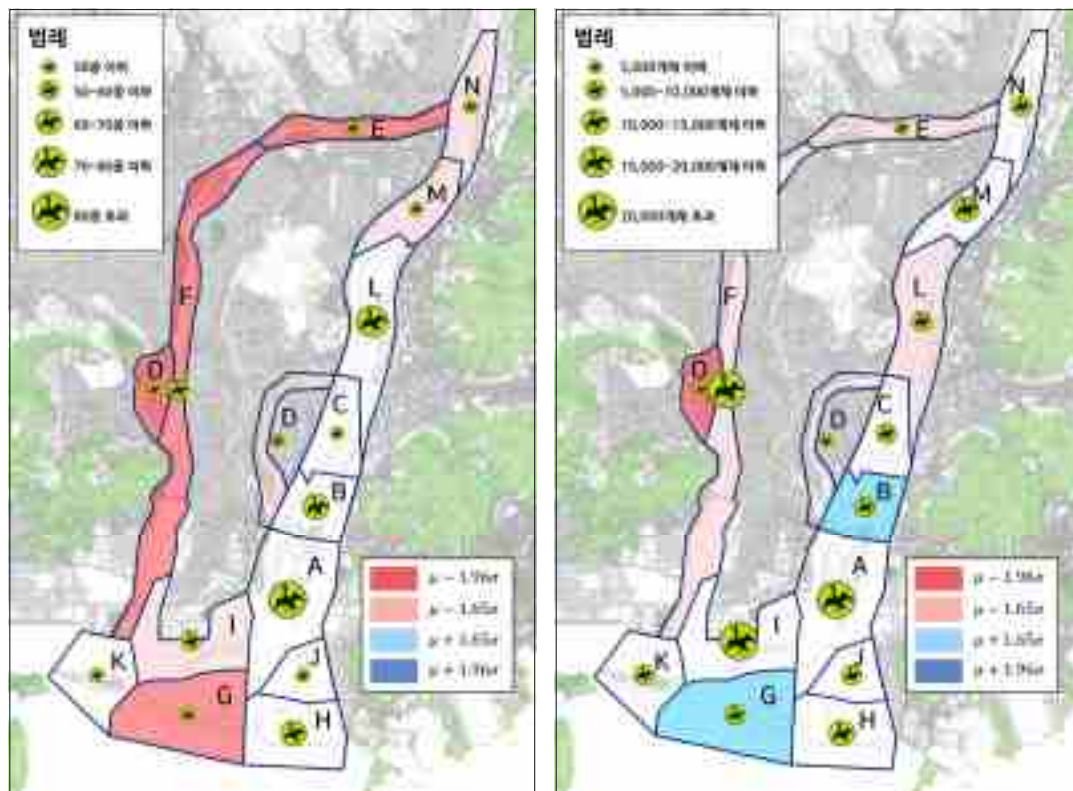 범례
50종 이하
50~60종 이하
60~70종 이하
70~80종 이하
80종 초과
N
E
M
L
F
D
C
D
B
A
I
K
J
G
H
μ − 1.96σ
μ − 1.65σ
μ + 1.65σ
μ + 1.96σ
범례
5,000개체 이하
5,000~10,000개체 이하
10,000~15,000개체 이하
15,000~20,000개체 이하
20,000개체 초과
N
E
M
L
F
D
C
D
B
A
I
K
J
G
H
μ − 1.96σ
μ − 1.65σ
μ + 1.65σ
μ + 1.96σ